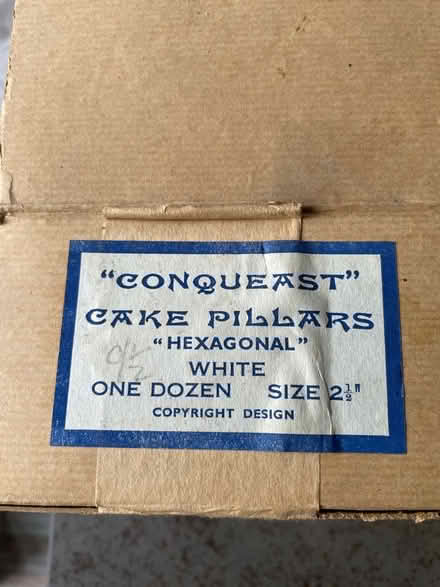 "CONQUEAST"
CAKE PILLARS
"HEXAGONAL"
WHITE
ONE DOZEN SIZE 2½"
COPYRIGHT DESIGN